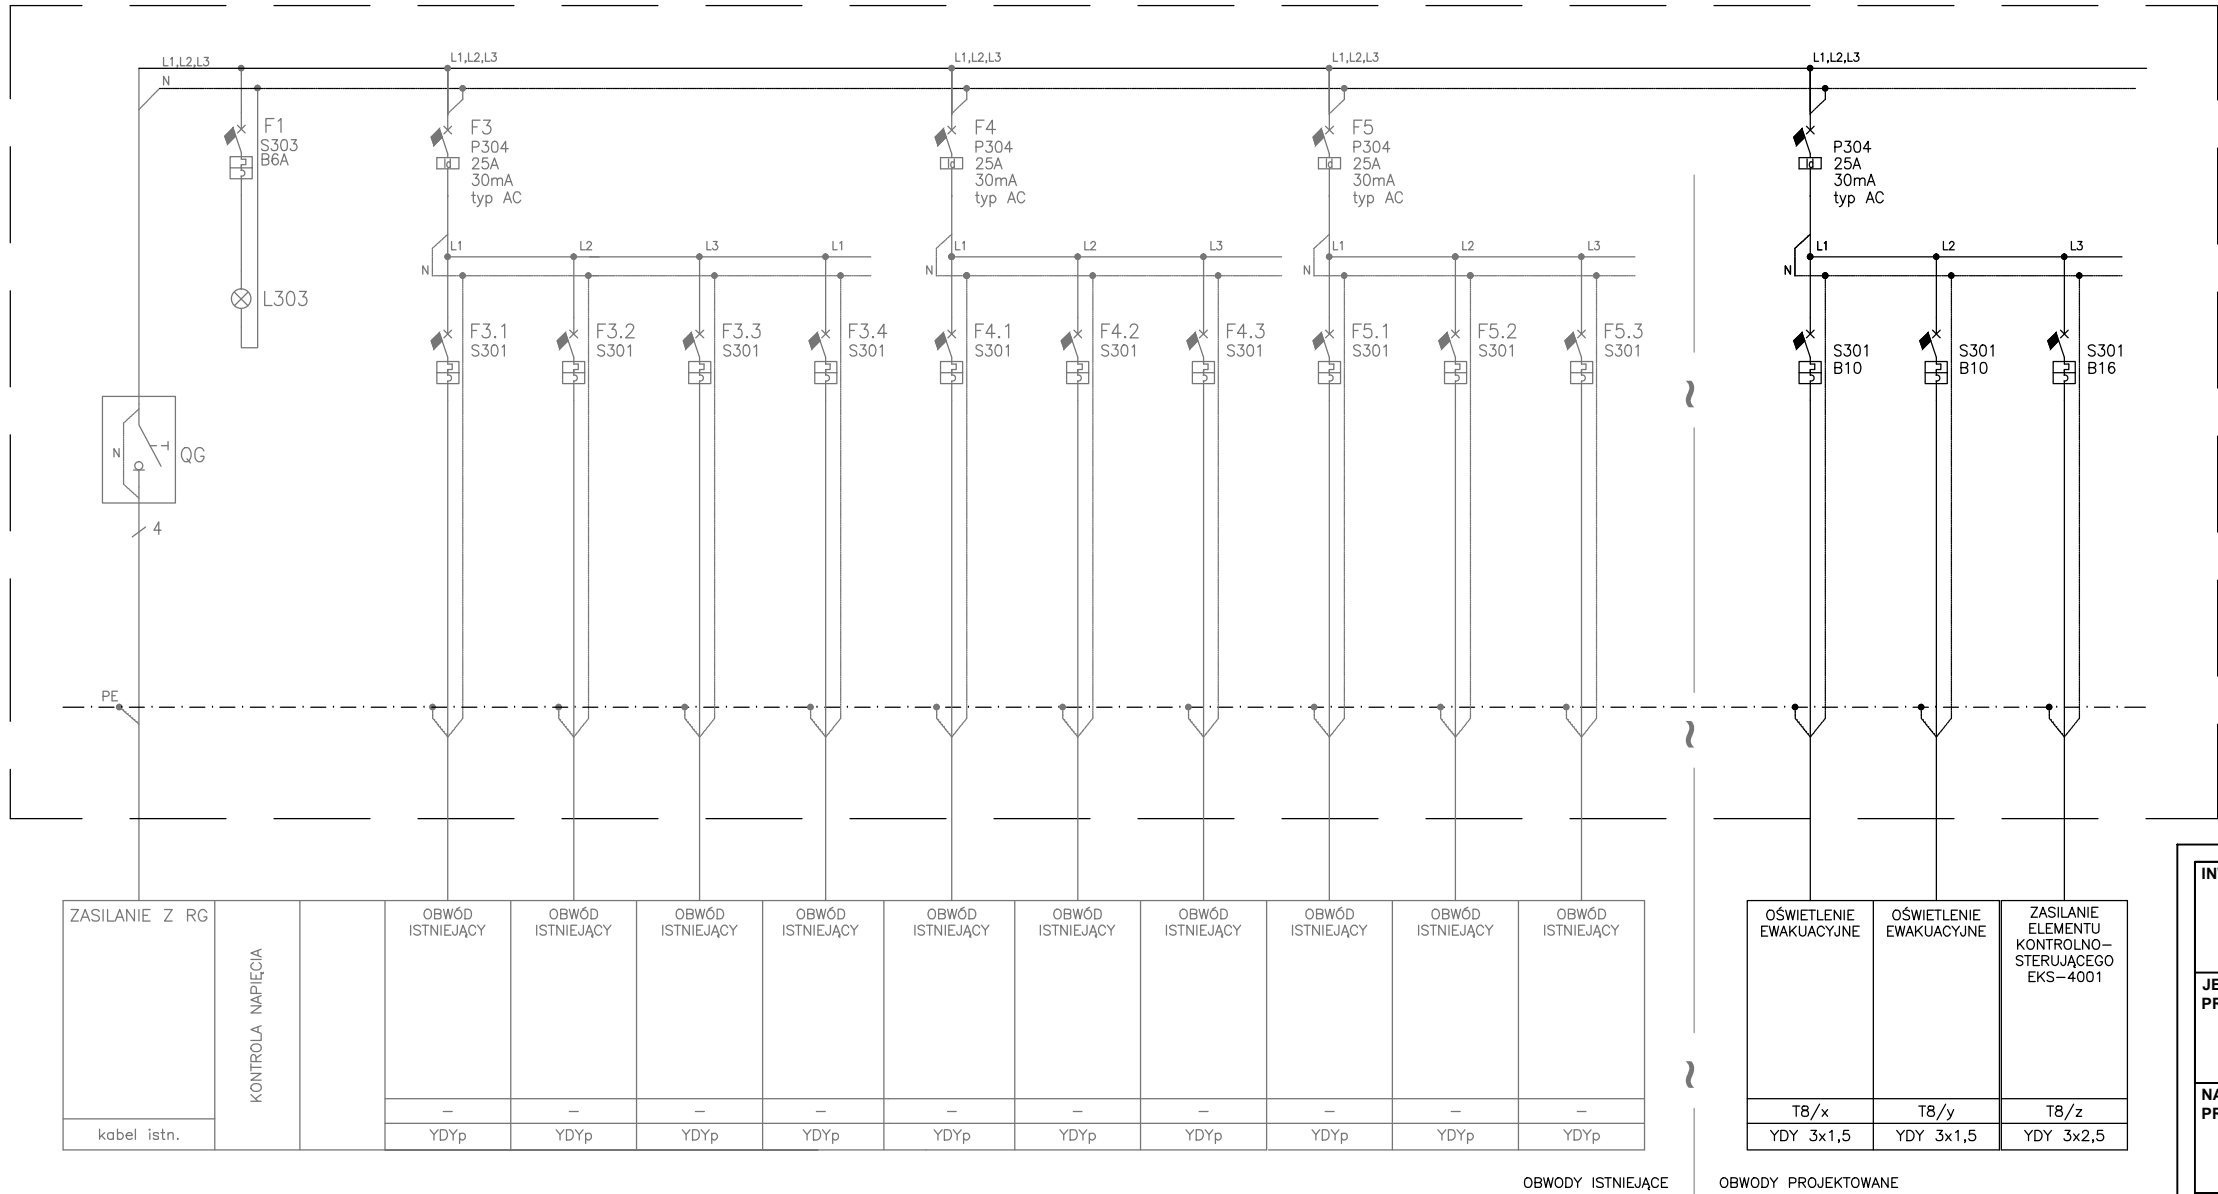 L1,L2,L3
N
L1,L2,L3
L1,L2,L3
L1,L2,L3
L1,L2,L3
F1
S303
B6A
L303
F3
P304
25A
30mA
typ AC
F4
P304
25A
30mA
typ AC
F5
P304
25A
30mA
typ AC
P304
25A
30mA
typ AC
L1
L2
L3
L1
N
L1
L2
L3
N
L1
L2
L3
N
L1
L2
L3
N
F3.1
S301
F3.2
S301
F3.3
S301
F3.4
S301
F4.1
S301
F4.2
S301
F4.3
S301
F5.1
S301
F5.2
S301
F5.3
S301
S301
B10
S301
B10
S301
B16
N
QG
4
PE
ZASILANIE Z RG
kabel istn.
KONTROLA NAPIĘCIA
OBWÓD
ISTNIEJĄCY
–
YDYp
OBWÓD
ISTNIEJĄCY
–
YDYp
OBWÓD
ISTNIEJĄCY
–
YDYp
OBWÓD
ISTNIEJĄCY
–
YDYp
OBWÓD
ISTNIEJĄCY
–
YDYp
OBWÓD
ISTNIEJĄCY
–
YDYp
OBWÓD
ISTNIEJĄCY
–
YDYp
OBWÓD
ISTNIEJĄCY
–
YDYp
OBWÓD
ISTNIEJĄCY
–
YDYp
OBWÓD
ISTNIEJĄCY
–
YDYp
OŚWIETLENIE
EWAKUACYJNE
T8/x
YDY 3x1,5
OŚWIETLENIE
EWAKUACYJNE
T8/y
YDY 3x1,5
ZASILANIE
ELEMENTU
KONTROLNO–
STERUJĄCEGO
EKS–4001
T8/z
YDY 3x2,5
OBWODY ISTNIEJĄCE
OBWODY PROJEKTOWANE